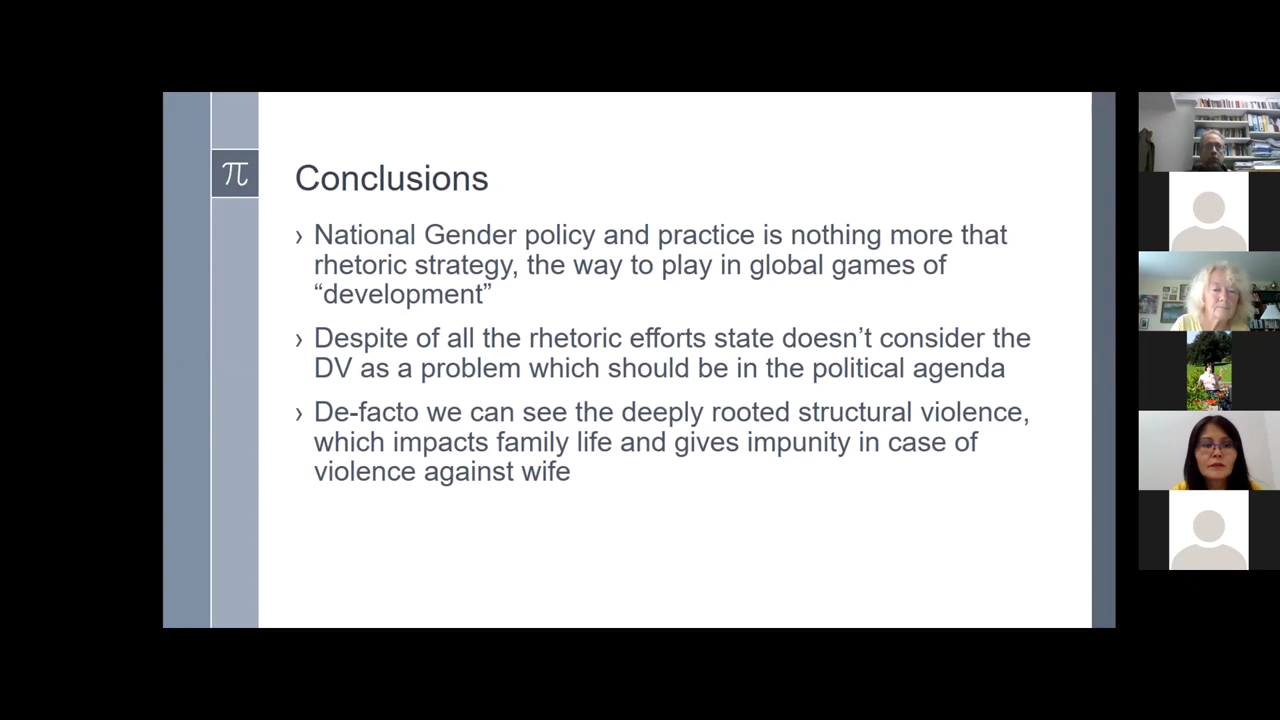 π
Conclusions
› National Gender policy and practice is nothing more that
rhetoric strategy, the way to play in global games of
“development”
› Despite of all the rhetoric efforts state doesn’t consider the
DV as a problem which should be in the political agenda
› De-facto we can see the deeply rooted structural violence,
which impacts family life and gives impunity in case of
violence against wife